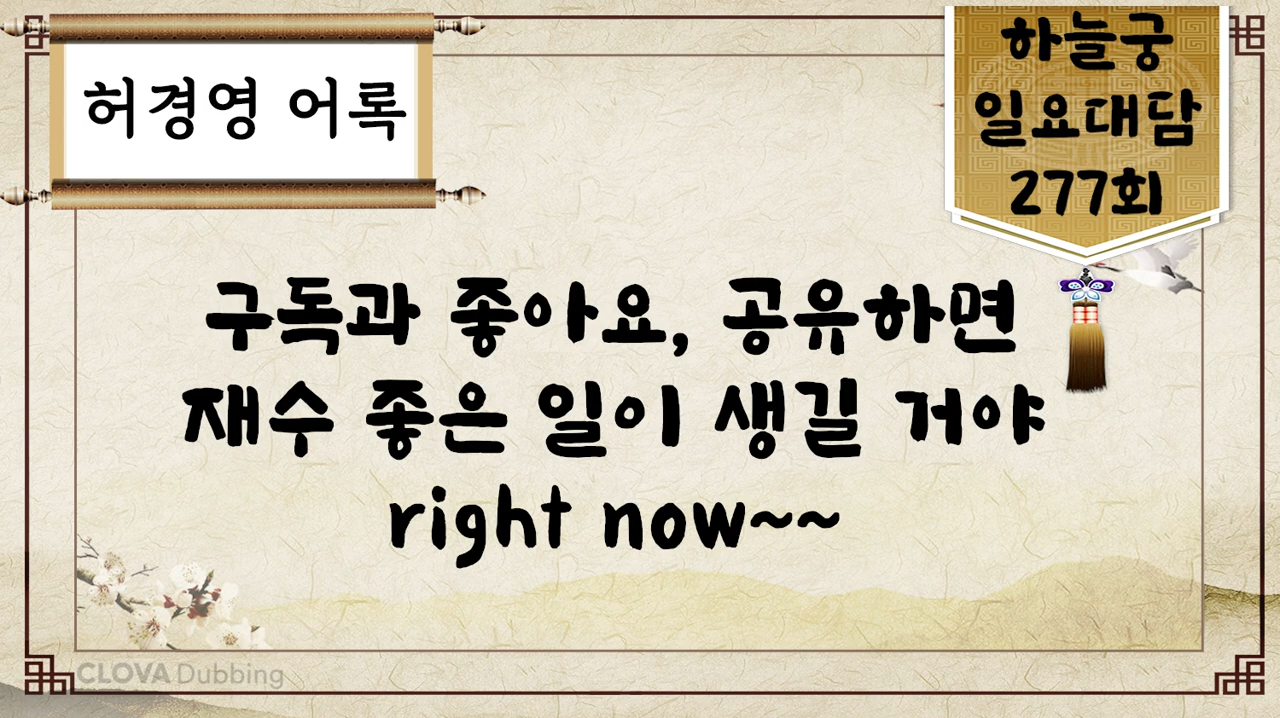 허경영 어록
하늘궁
일요대담
277회
구독과 좋아요, 공유하면
재수 좋은 일이 생길 거야
right now~~
CLOVA Dubbing